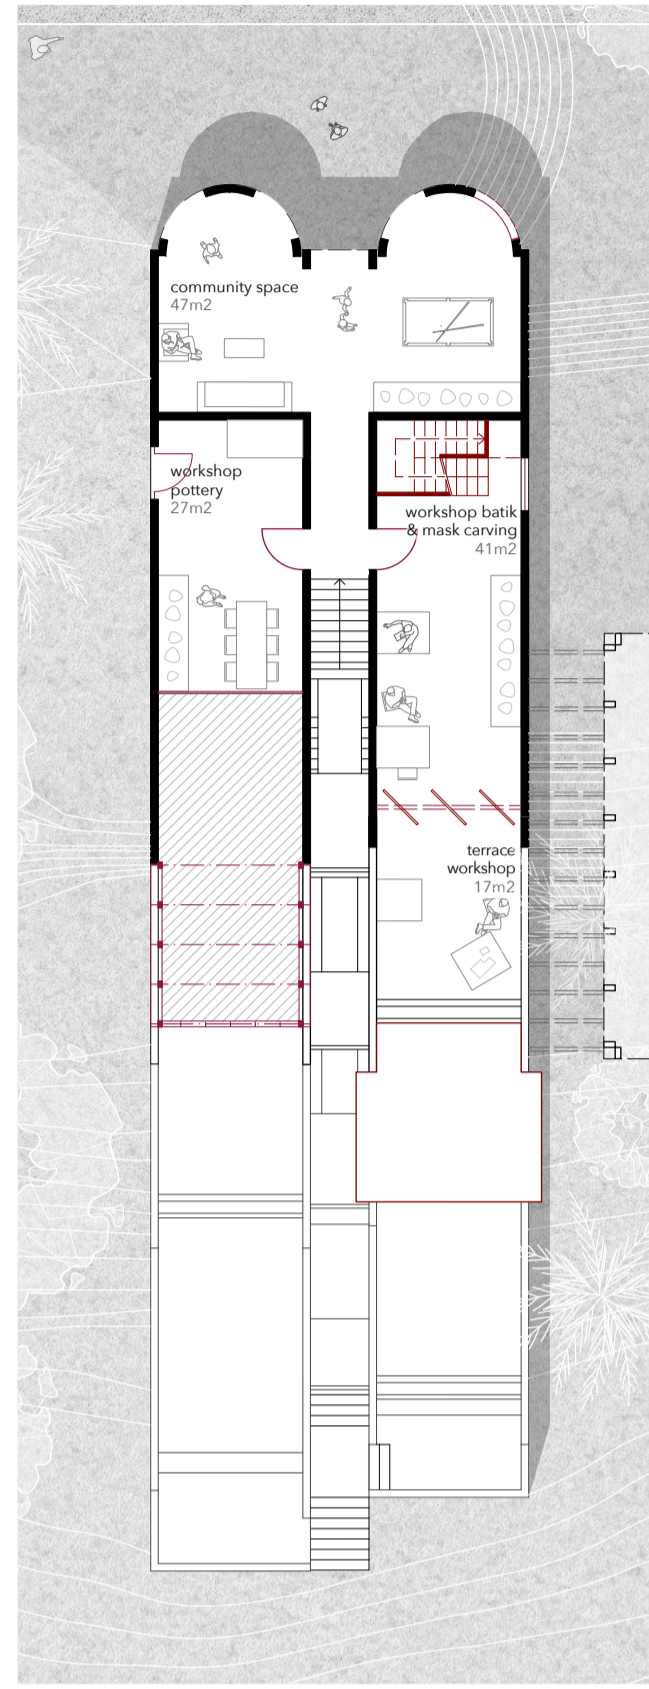 community space
47m2
workshop
pottery
27m2
workshop batik
& mask carving
41m2
terrace
workshop
17m2